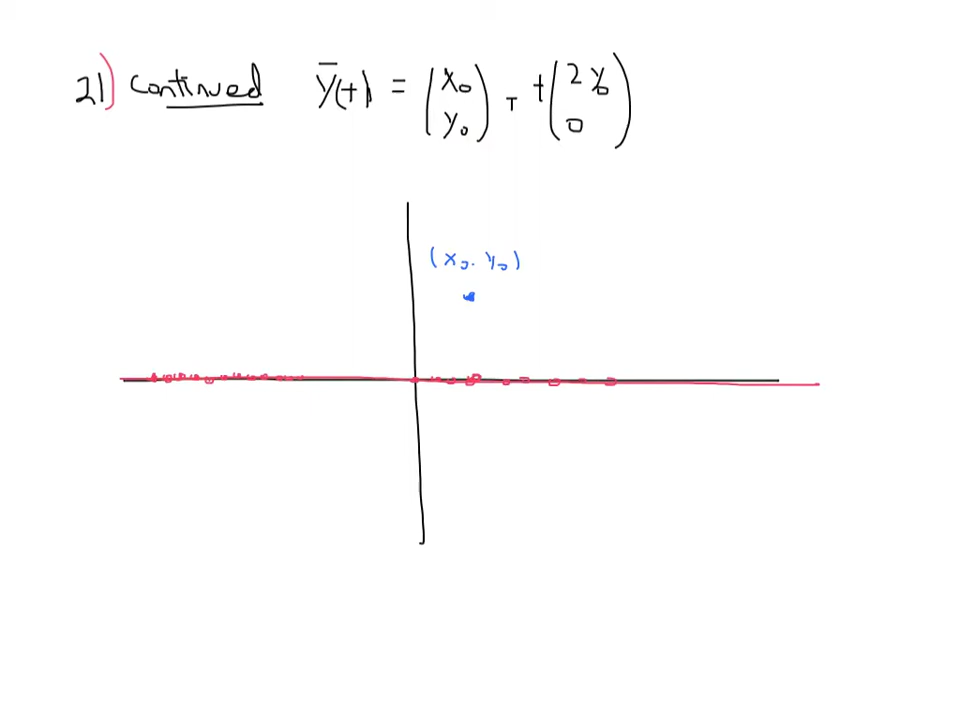 21) continued Ȳ(t) = (x₀ y₀) + t(2y₀ 0)
(x₀, y₀)